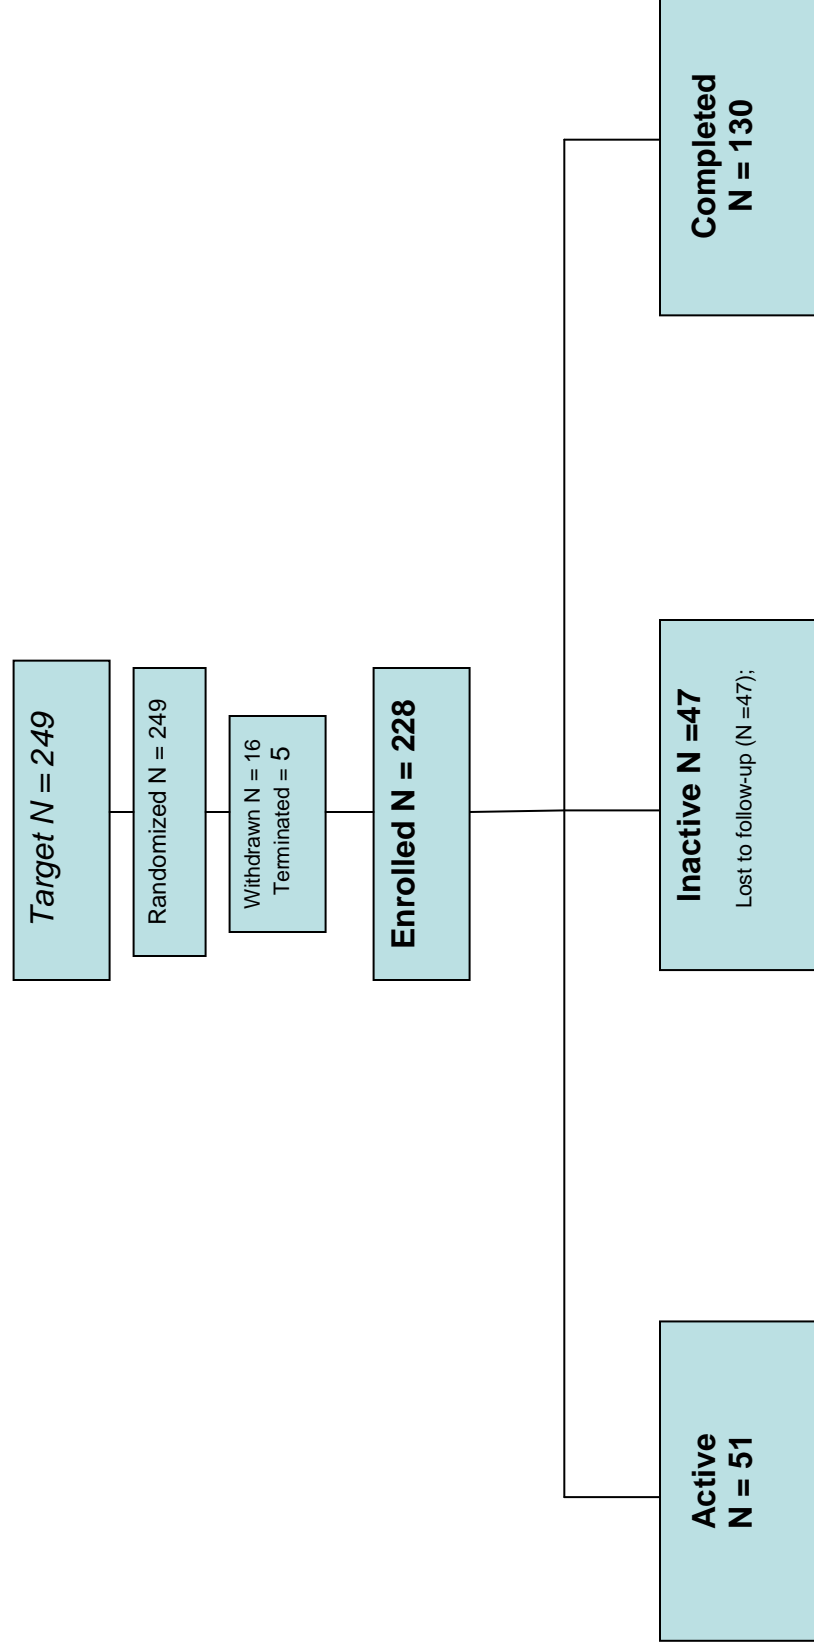 Target N = 249
Randomized N = 249
Withdrawn N = 16
Terminated = 5
Enrolled N = 228
Active
N = 51
Inactive N =47
Lost to follow-up (N =47);
Completed
N = 130